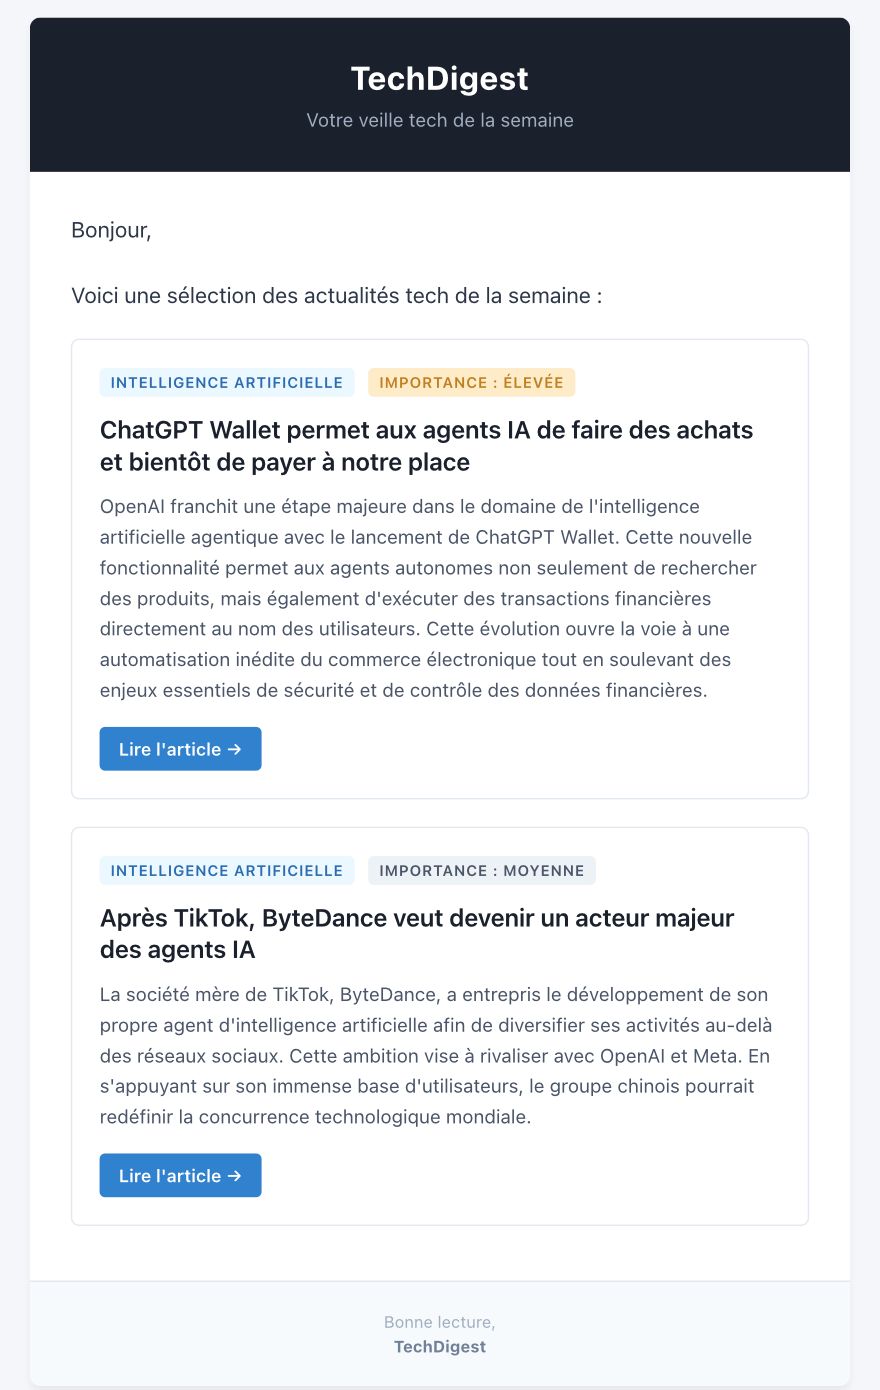 TechDigest
Votre veille tech de la semaine
Bonjour,
Voici une sélection des actualités tech de la semaine :
INTELLIGENCE ARTIFICIELLE IMPORTANCE : ÉLEVÉE
ChatGPT Wallet permet aux agents IA de faire des achats
et bientôt de payer à notre place
OpenAI franchit une étape majeure dans le domaine de l'intelligence
artificielle agentique avec le lancement de ChatGPT Wallet. Cette nouvelle
fonctionnalité permet aux agents autonomes non seulement de rechercher
des produits, mais également d'exécuter des transactions financières
directement au nom des utilisateurs. Cette évolution ouvre la voie à une
automatisation inédite du commerce électronique tout en soulevant des
enjeux essentiels de sécurité et de contrôle des données financières.
Lire l'article →
INTELLIGENCE ARTIFICIELLE IMPORTANCE : MOYENNE
Après TikTok, ByteDance veut devenir un acteur majeur
des agents IA
La société mère de TikTok, ByteDance, a entrepris le développement de son
propre agent d'intelligence artificielle afin de diversifier ses activités au-delà
des réseaux sociaux. Cette ambition vise à rivaliser avec OpenAI et Meta. En
s'appuyant sur son immense base d'utilisateurs, le groupe chinois pourrait
redéfinir la concurrence technologique mondiale.
Lire l'article →
Bonne lecture,
TechDigest